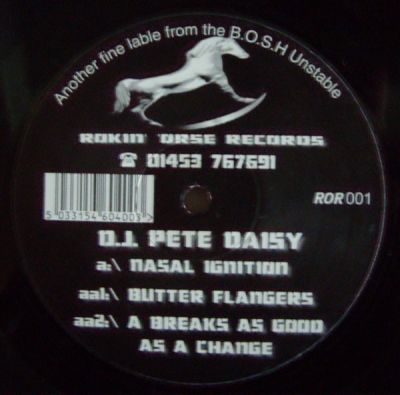 Another fine lable from the B.O.S.H Unstable
ROKIN 'ORSE RECORDS
☎ 01453 767691
5 033154 604003 >
ROR 001
D.J. PETE DAISY
a:\ NASAL IGNITION
aa1:\ BUTTER FLANGERS
aa2:\ A BREAKS AS GOOD
AS A CHANGE